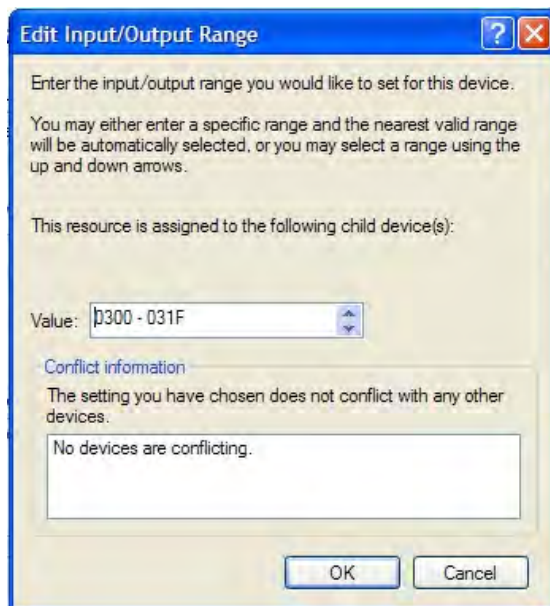 Edit Input/Output Range
Enter the input/output range you would like to set for this device.
You may either enter a specific range and the nearest valid range
will be automatically selected, or you may select a range using the
up and down arrows.
This resource is assigned to the following child device(s):
Value: 0300 - 031F
Conflict information
The setting you have chosen does not conflict with any other
devices.
No devices are conflicting.
OK Cancel